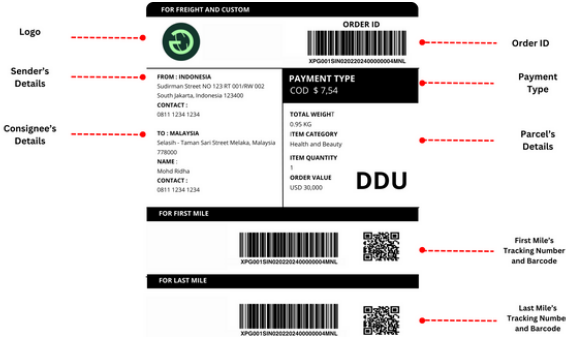 FOR FREIGHT AND CUSTOM
Logo
ORDER ID
XPG001SIN0202202400000004MNL
Order ID
Sender's
Details
FROM : INDONESIA
Sudirman Street NO 123 RT 001/RW 002
South Jakarta, Indonesia 123400
CONTACT :
0811 1234 1234
PAYMENT TYPE
COD $ 7,54
Payment
Type
Consignee's
Details
TO : MALAYSIA
Selasih - Taman Sari Street Melaka, Malaysia
778000
NAME :
Mohd Ridha
CONTACT :
0811 1234 1234
TOTAL WEIGHT
0.95 KG
ITEM CATEGORY
Health and Beauty
ITEM QUANTITY
1
ORDER VALUE
USD 30,000
DDU
Parcel's
Details
FOR FIRST MILE
XPG001SIN0202202400000004MNL
First Mile's
Tracking Number
and Barcode
FOR LAST MILE
XPG001SIN0202202400000004MNL
Last Mile's
Tracking Numbe
and Barcode